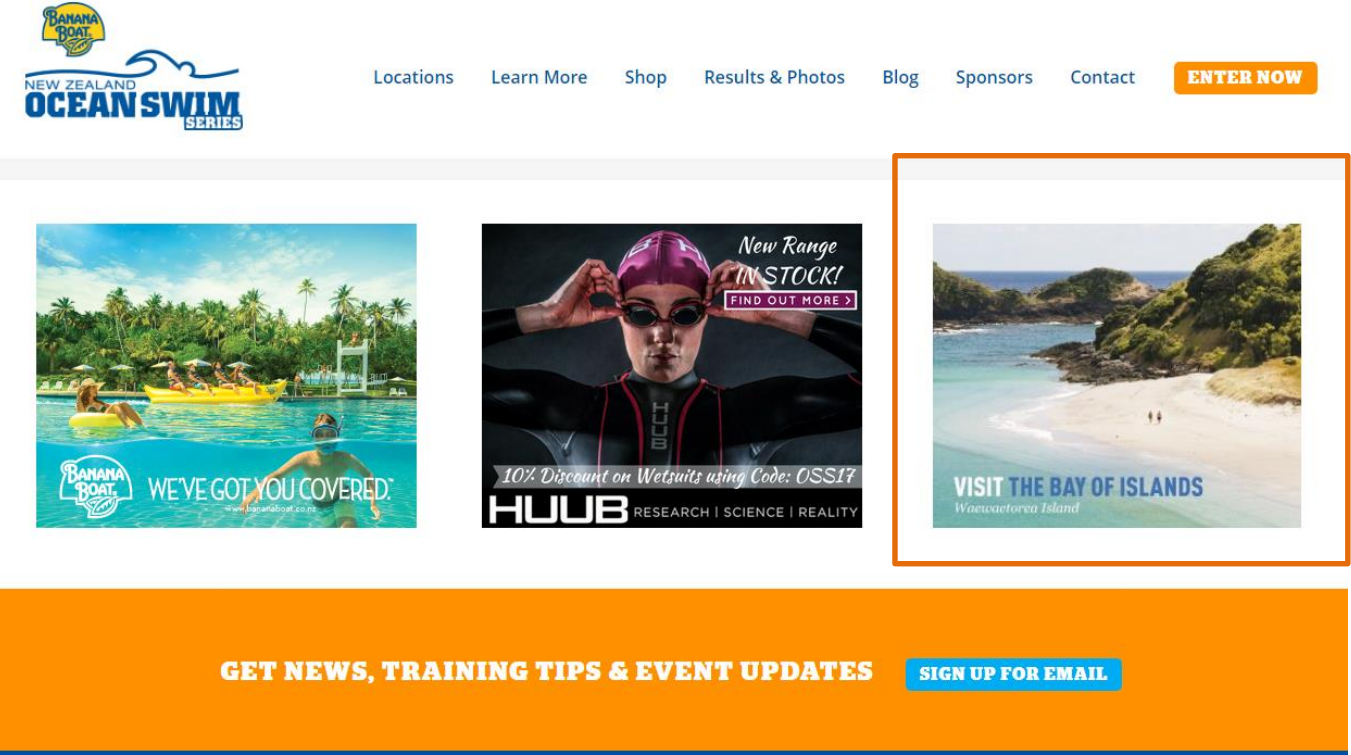 BANANA
BOAT
NEW ZEALAND
OCEAN SWIM
SERIES
Locations
Learn More
Shop
Results & Photos
Blog
Sponsors
Contact
ENTER NOW
BANANA
BOAT
WE'VE GOT YOU COVERED.
www.bananaboat.co.nz
New Range
IN STOCK!
FIND OUT MORE >
HUUB
10% Discount on Wetsuits using Code: OSS17
HUUB RESEARCH | SCIENCE | REALITY
VISIT THE BAY OF ISLANDS
Waewaetorea Island
GET NEWS, TRAINING TIPS & EVENT UPDATES
SIGN UP FOR EMAIL